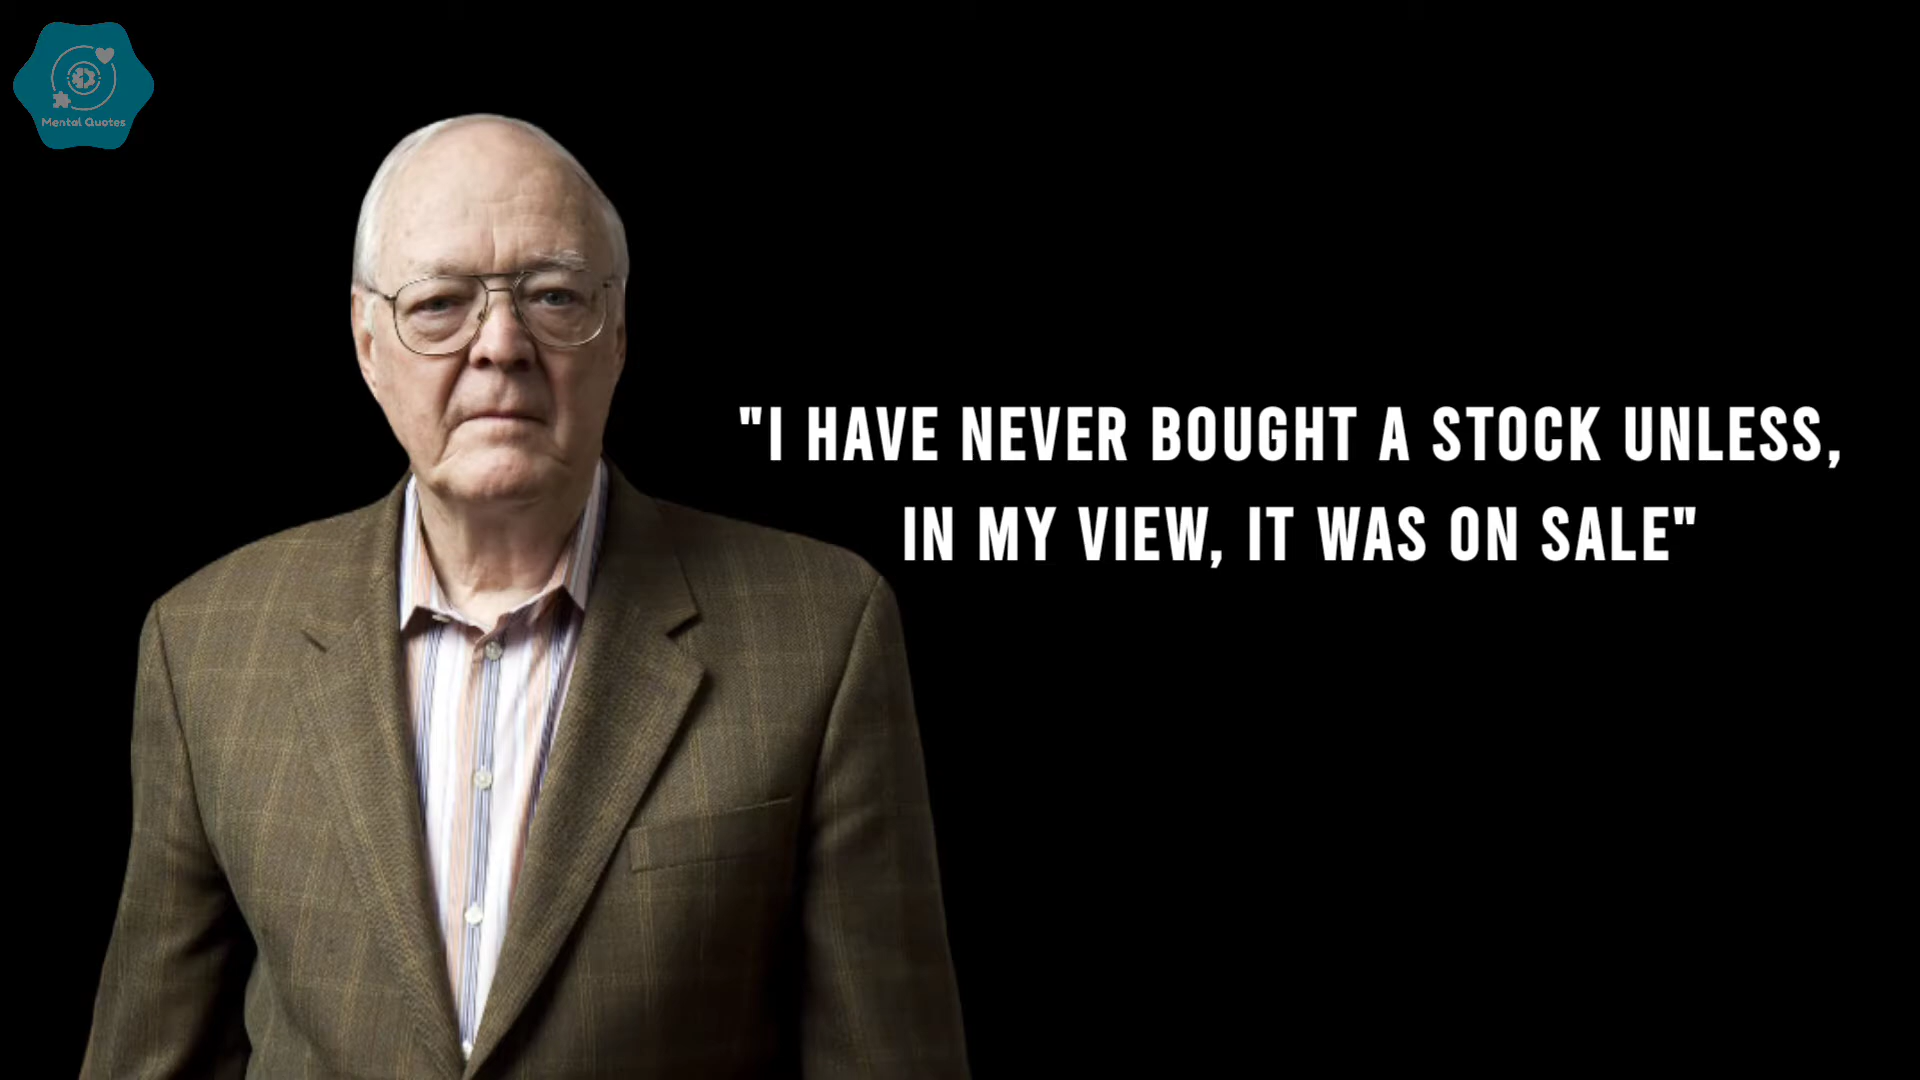 Mental Quotes
"I HAVE NEVER BOUGHT A STOCK UNLESS,
IN MY VIEW, IT WAS ON SALE"